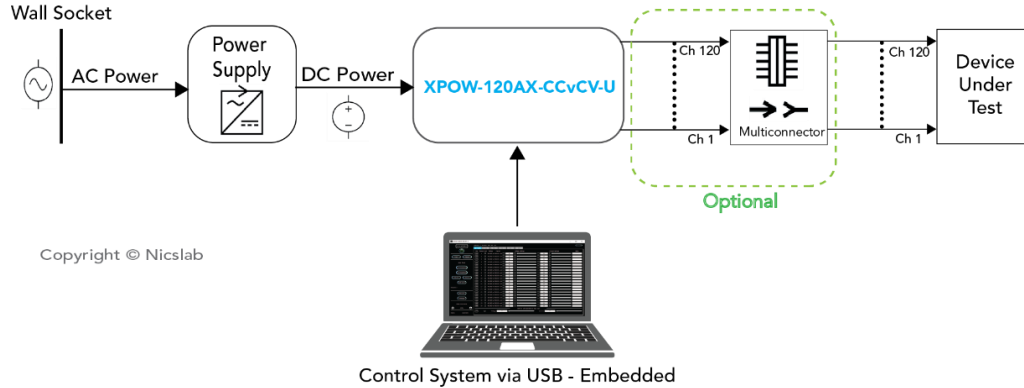 Wall Socket
AC Power
Power
Supply
DC Power
XPOW-120AX-CCvCV-U
Ch 120
Ch 1
Multiconnector
Optional
Ch 120
Ch 1
Device
Under
Test
Copyright © Nicslab
Control System via USB - Embedded